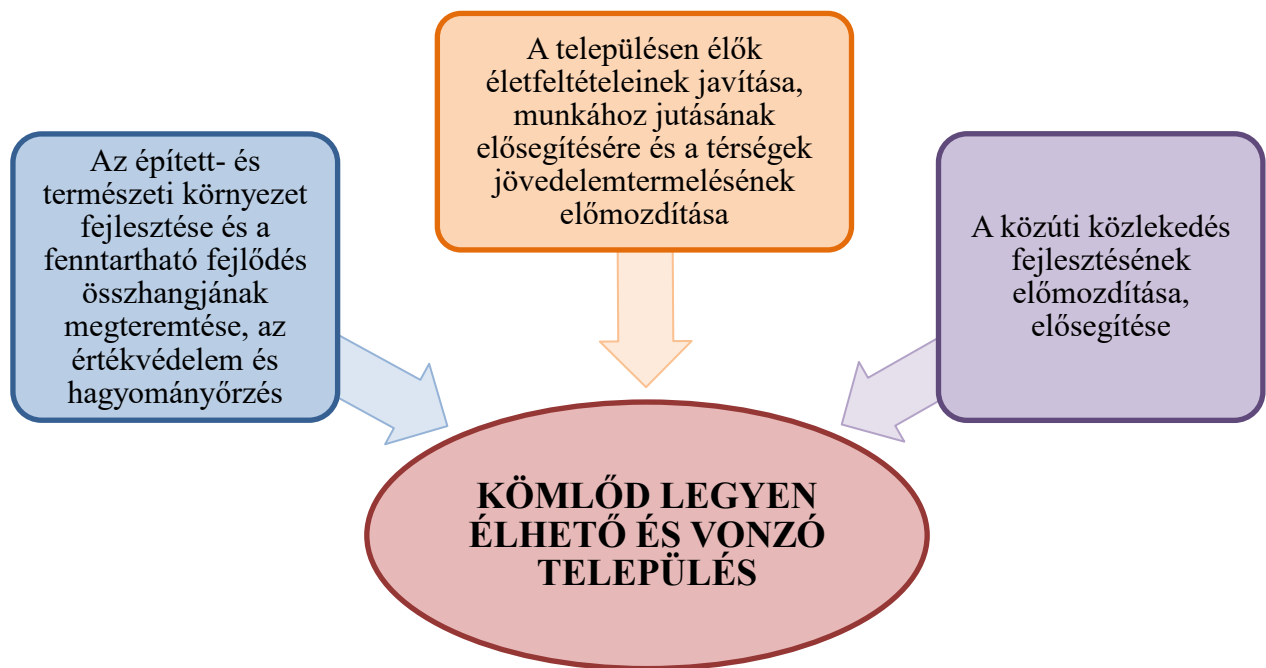 Az épített- és
természeti környezet
fejlesztése és a
fenntartható fejlődés
összhangjának
megteremtése, az
értékvédelem és
hagyományőrzés
A településen élők
életfeltételeinek javítása,
munkához jutásának
elősegítésére és a térségek
jövedelemtermelésének
előmozdítása
A közúti közlekedés
fejlesztésének
előmozdítása,
elősegítése
KÖMLŐD LEGYEN
ÉLHETŐ ÉS VONZÓ
TELEPÜLÉS